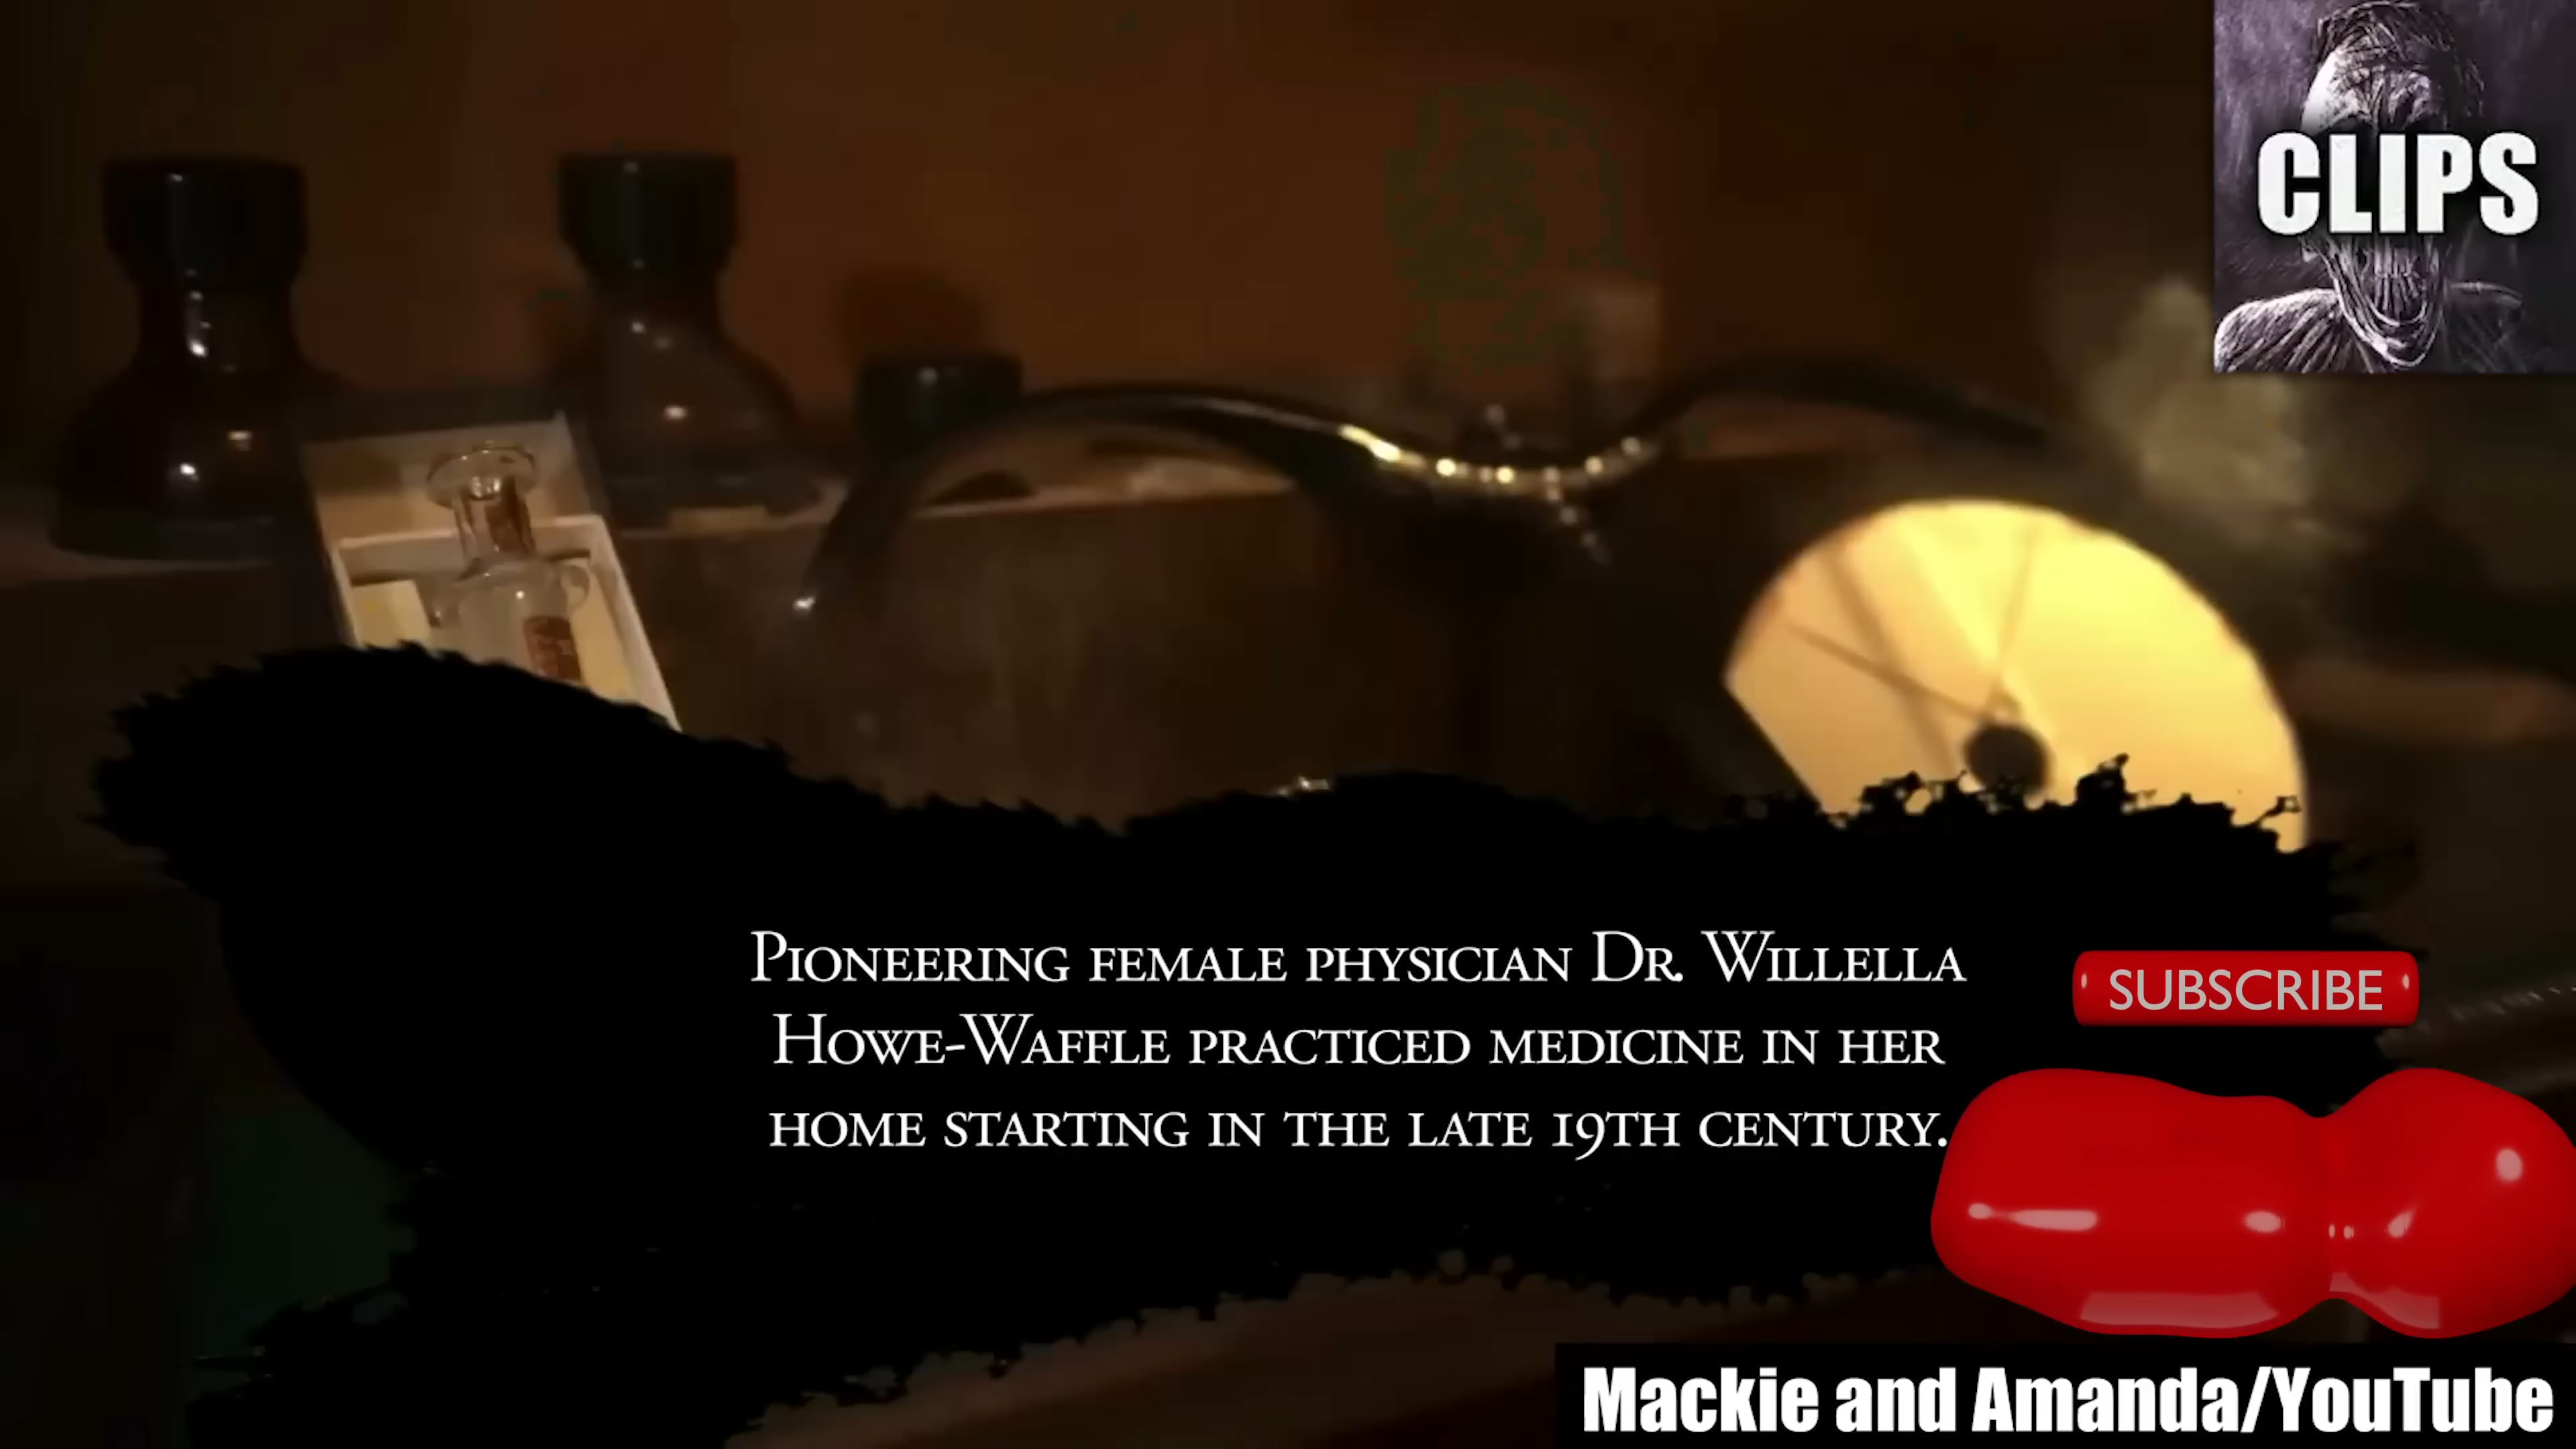 CLIPS
Pioneering female physician Dr. Willella
Howe-Waffle practiced medicine in her
home starting in the late 19th century.
SUBSCRIBE
Mackie and Amanda/YouTube